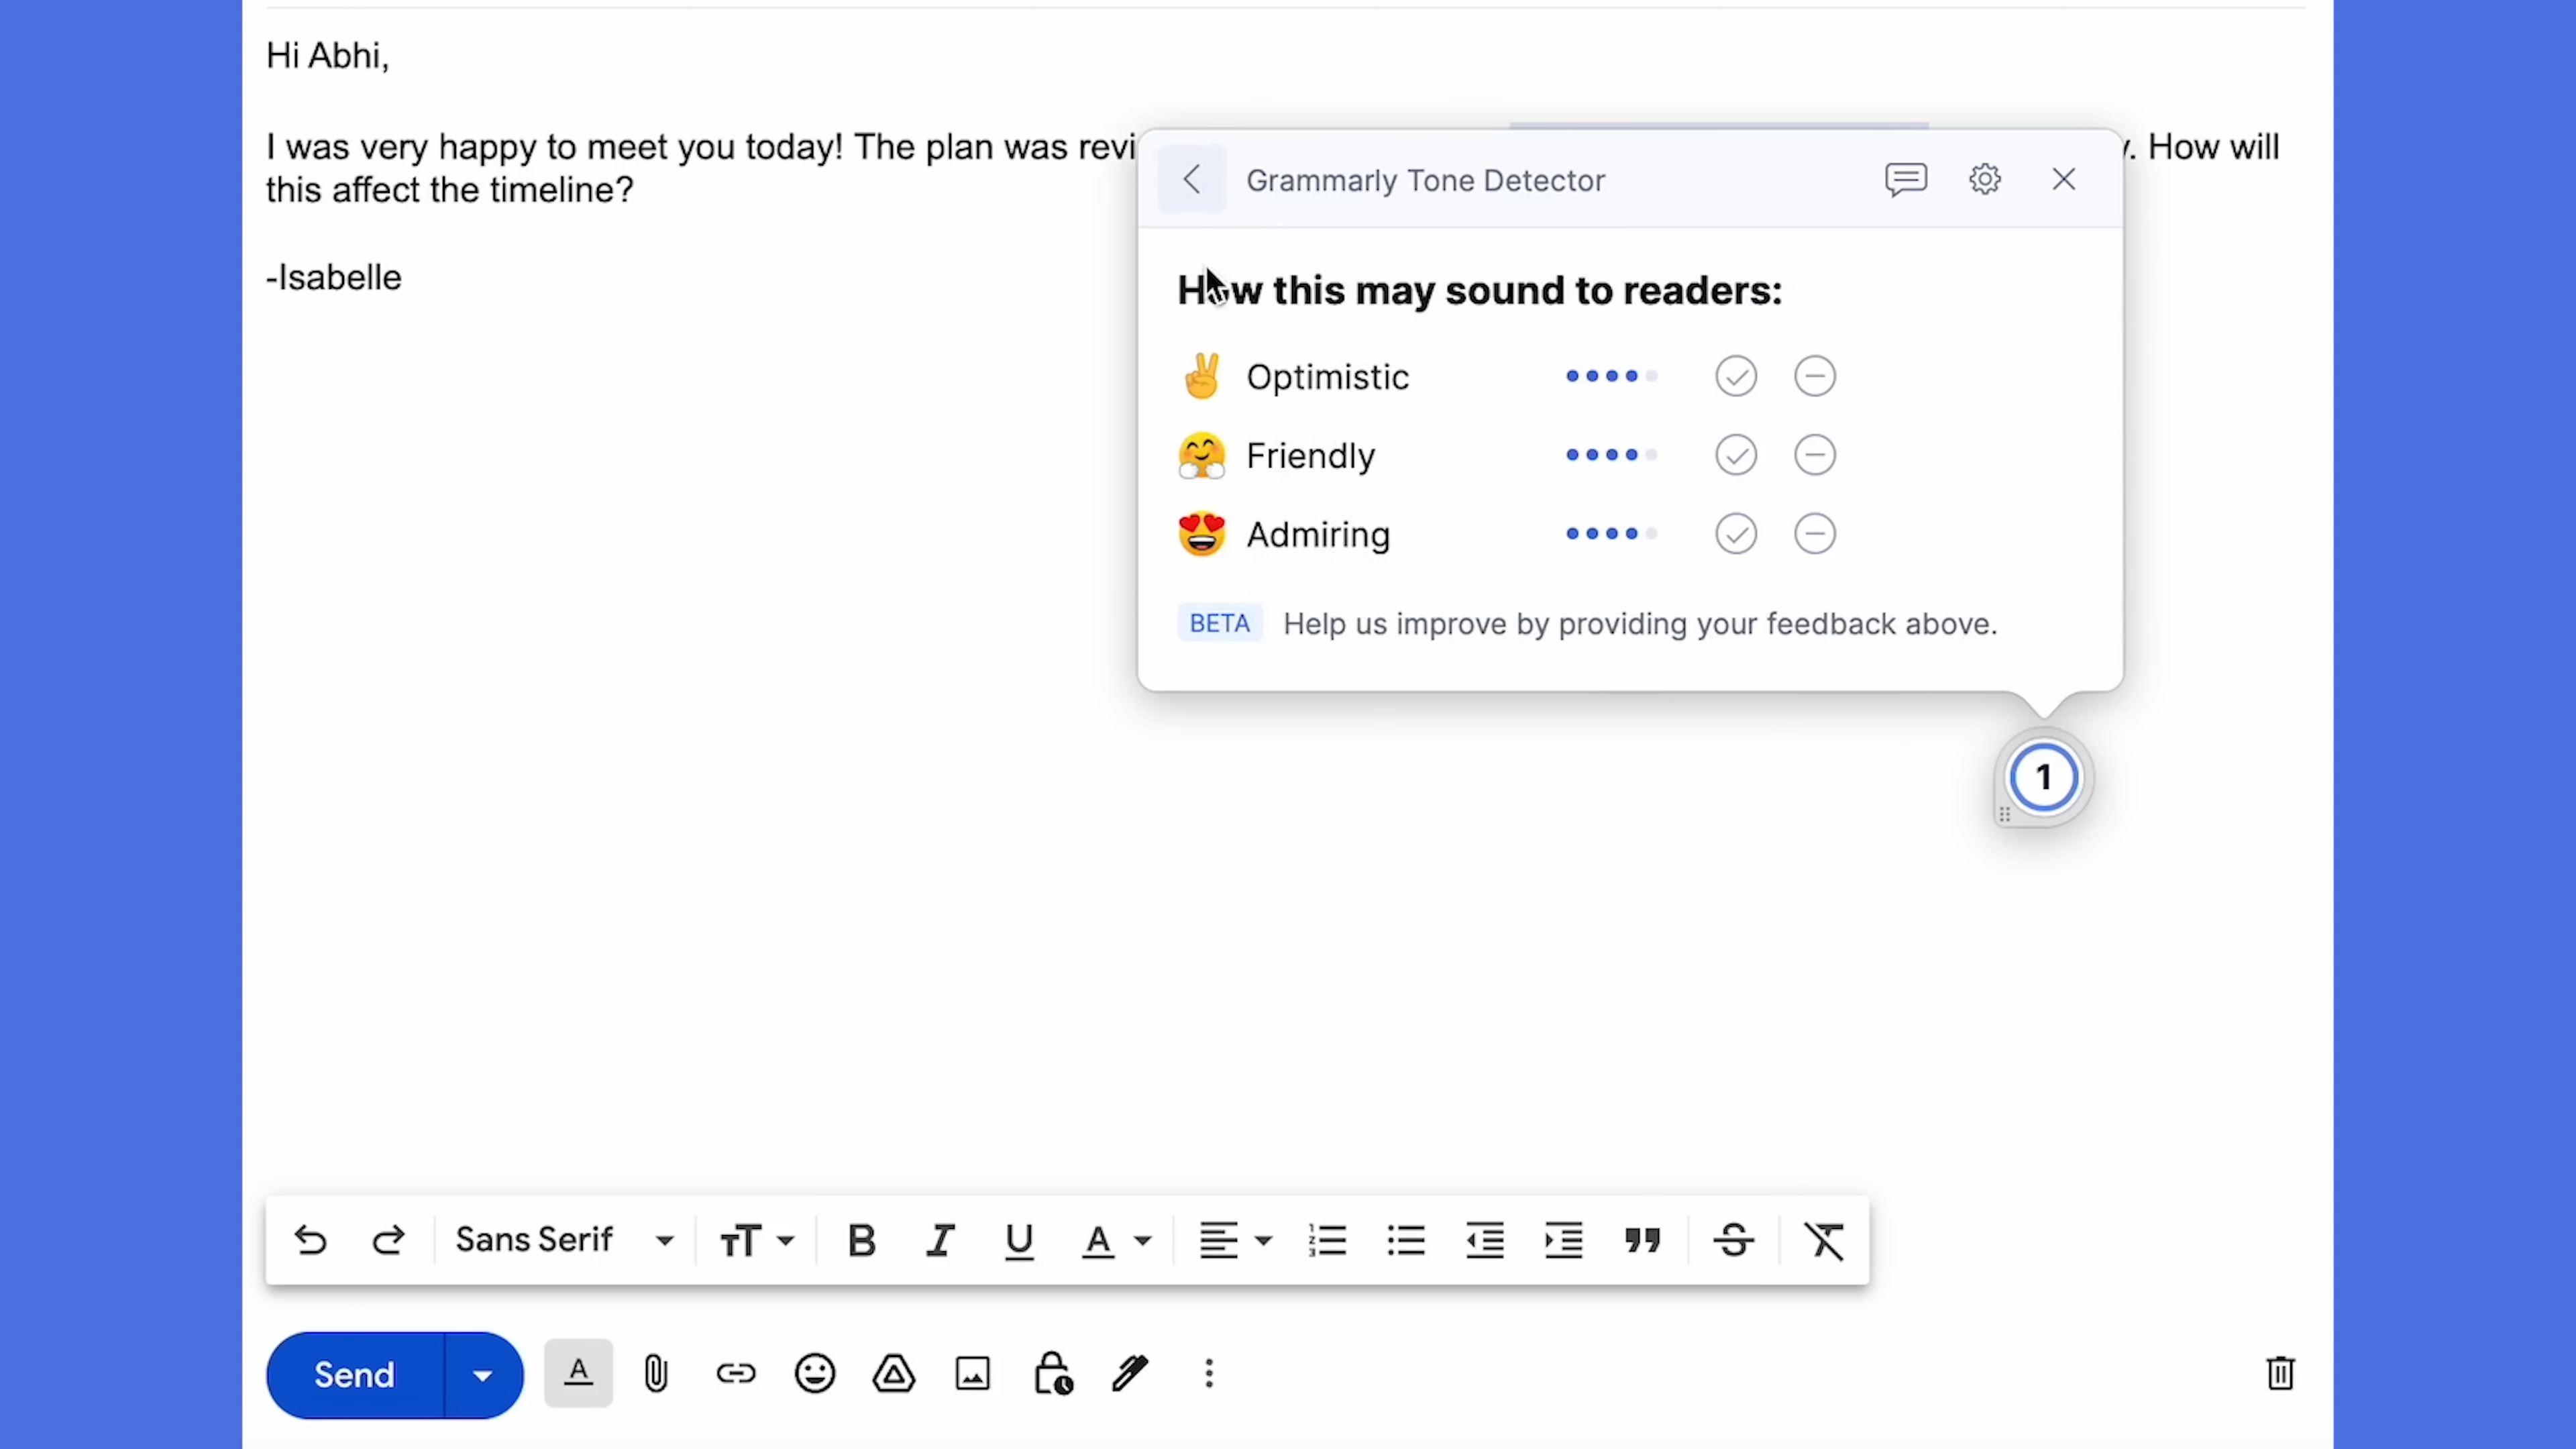 Hi Abhi,
I was very happy to meet you today! The plan was
. How will
this affect the timeline?
-Isabelle
Grammarly Tone Detector
How this may sound to readers:
Optimistic
Friendly
Admiring
BETA Help us improve by providing your feedback above.
1
Sans Serif
Send